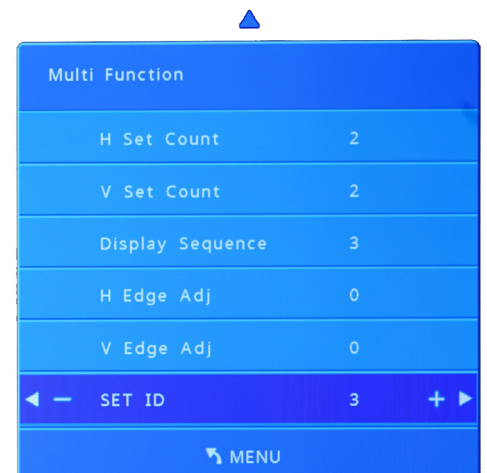 Multi Function
H Set Count 2
V Set Count 2
Display Sequence 3
H Edge Adj 0
V Edge Adj 0
SET ID 3
MENU